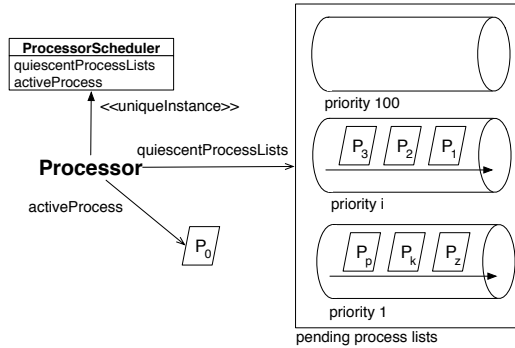 ProcessorScheduler
quiescentProcessLists
activeProcess
<<uniqueInstance>>
Processor
quiescentProcessLists
activeProcess
P0
priority 100
P3 P2 P1
priority i
Pp Pk Pz
priority 1
pending process lists